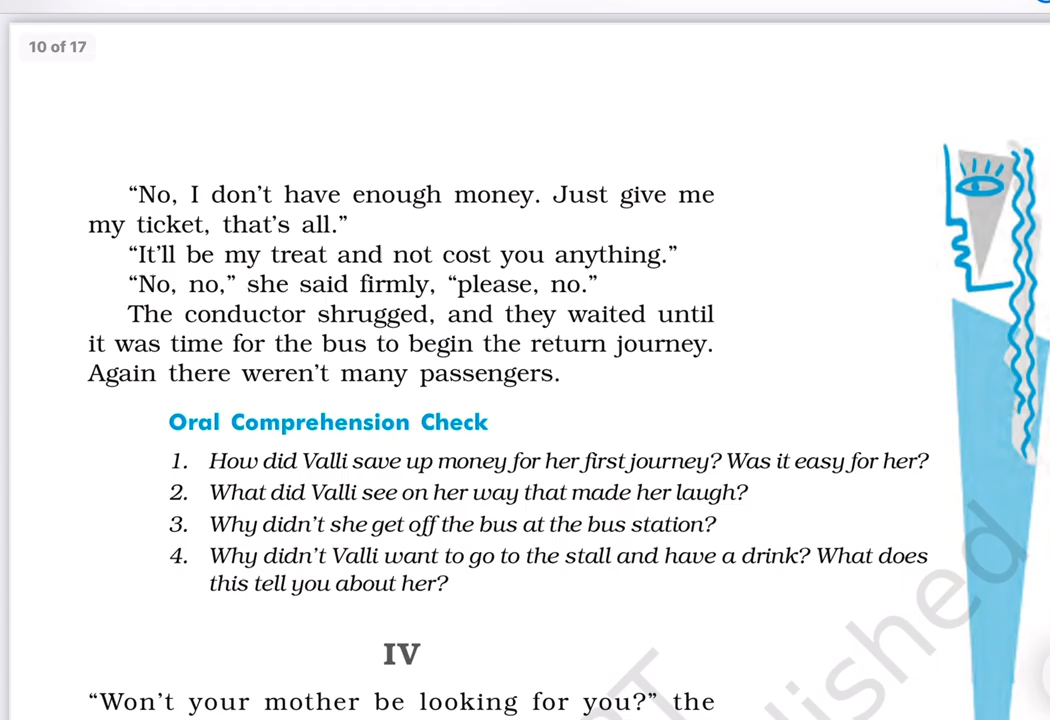 10 of 17
“No, I don’t have enough money. Just give me
my ticket, that’s all.”
“It’ll be my treat and not cost you anything.”
“No, no,” she said firmly, “please, no.”
The conductor shrugged, and they waited until
it was time for the bus to begin the return journey.
Again there weren’t many passengers.
Oral Comprehension Check
1. How did Valli save up money for her first journey? Was it easy for her?
2. What did Valli see on her way that made her laugh?
3. Why didn’t she get off the bus at the bus station?
4. Why didn’t Valli want to go to the stall and have a drink? What does
this tell you about her?
IV
“Won’t your mother be looking for you?” the